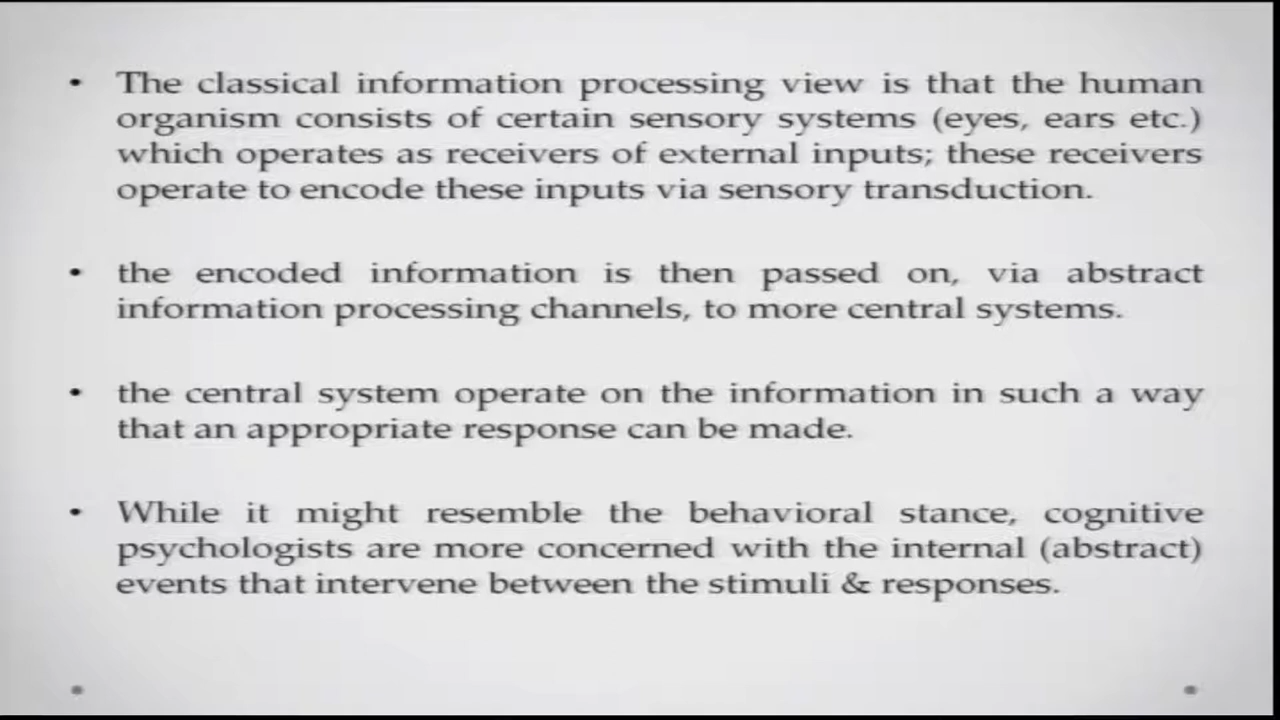 • The classical information processing view is that the human
organism consists of certain sensory systems (eyes, ears etc.)
which operates as receivers of external inputs; these receivers
operate to encode these inputs via sensory transduction.
• the encoded information is then passed on, via abstract
information processing channels, to more central systems.
• the central system operate on the information in such a way
that an appropriate response can be made.
• While it might resemble the behavioral stance, cognitive
psychologists are more concerned with the internal (abstract)
events that intervene between the stimuli & responses.